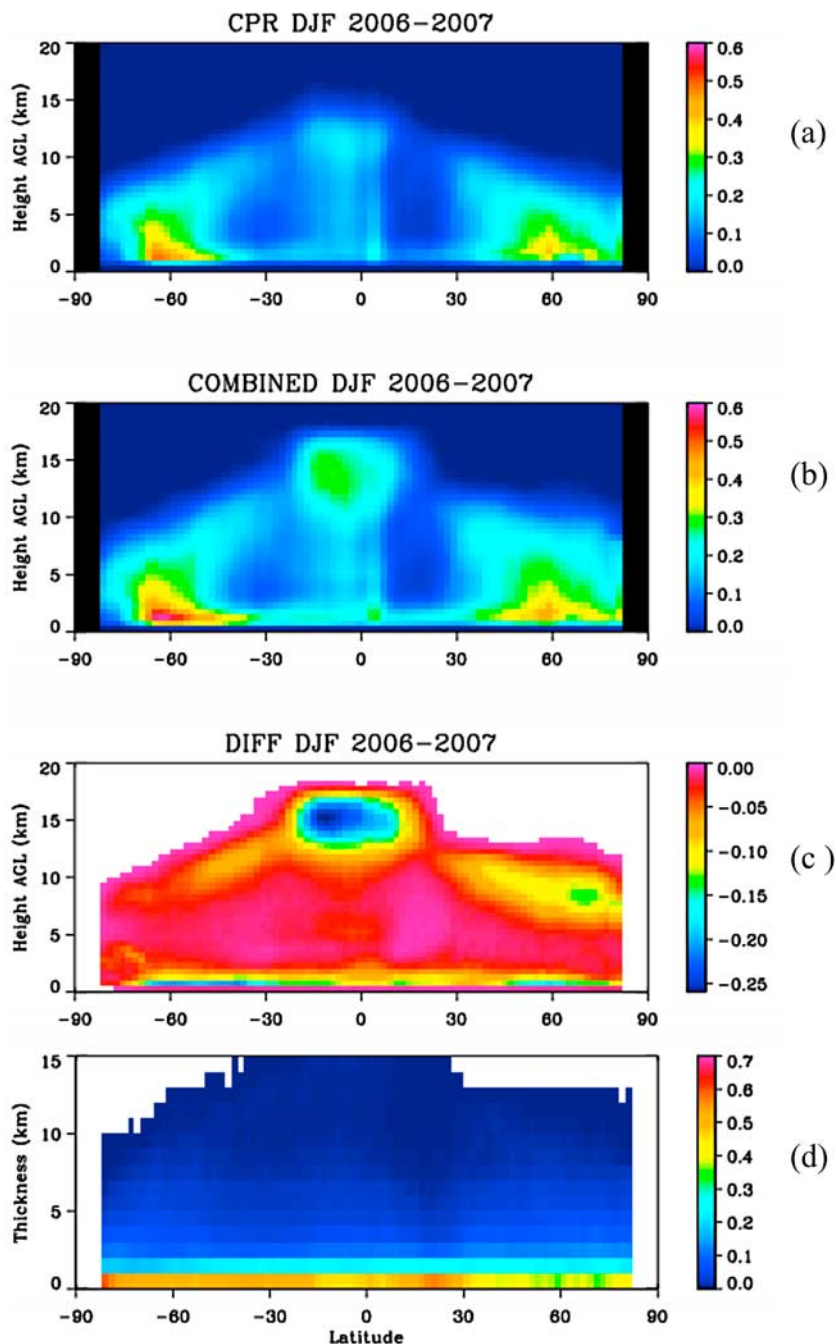 CPR DJF 2006-2007
Height AGL (km)
20
15
10
5
0
-90 -60 -30 0 30 60 90
0.6
0.5
0.4
0.3
0.2
0.1
0.0
(a)
COMBINED DJF 2006-2007
Height AGL (km)
20
15
10
5
0
-90 -60 -30 0 30 60 90
0.6
0.5
0.4
0.3
0.2
0.1
0.0
(b)
DIFF DJF 2006-2007
Height AGL (km)
20
15
10
5
0
-90 -60 -30 0 30 60 90
0.00
-0.05
-0.10
-0.15
-0.20
-0.25
(c )
Thickness (km)
15
10
5
0
-90 -60 -30 0 30 60 90
Latitude
0.7
0.6
0.5
0.4
0.3
0.2
0.1
0.0
(d)